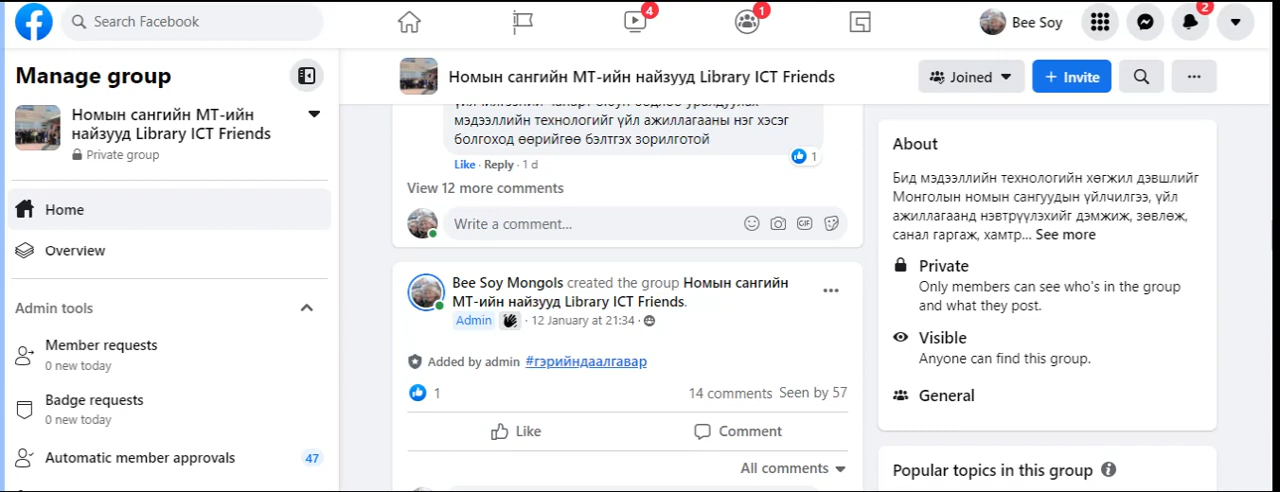 Search Facebook
4
1
Bee Soy
2
Manage group
Номын сангийн МТ-ийн найзууд Library ICT Friends
Private group
Home
Overview
Admin tools
Member requests
0 new today
Badge requests
0 new today
Automatic member approvals
47
Номын сангийн МТ-ийн найзууд Library ICT Friends
Joined
+ Invite
мэдээллийн технологийг үйл ажиллагааны нэг хэсэг
болгоход өөрийгөө бэлтгэх зорилготой
Like · Reply · 1 d
1
View 12 more comments
Write a comment...
GIF
Bee Soy Mongols created the group Номын сангийн
МТ-ийн найзууд Library ICT Friends.
Admin · 12 January at 21:34 ·
Added by admin #гэрийндаалгавар
1
14 comments Seen by 57
Like
Comment
All comments
About
Бид мэдээллийн технологийн хөгжил дэвшлийг
Монголын номын сангуудын үйлчилгээ, үйл
ажиллагаанд нэвтрүүлэхийг дэмжиж, зөвлөж,
санал гаргаж, хамтр... See more
Private
Only members can see who's in the group
and what they post.
Visible
Anyone can find this group.
General
Popular topics in this group